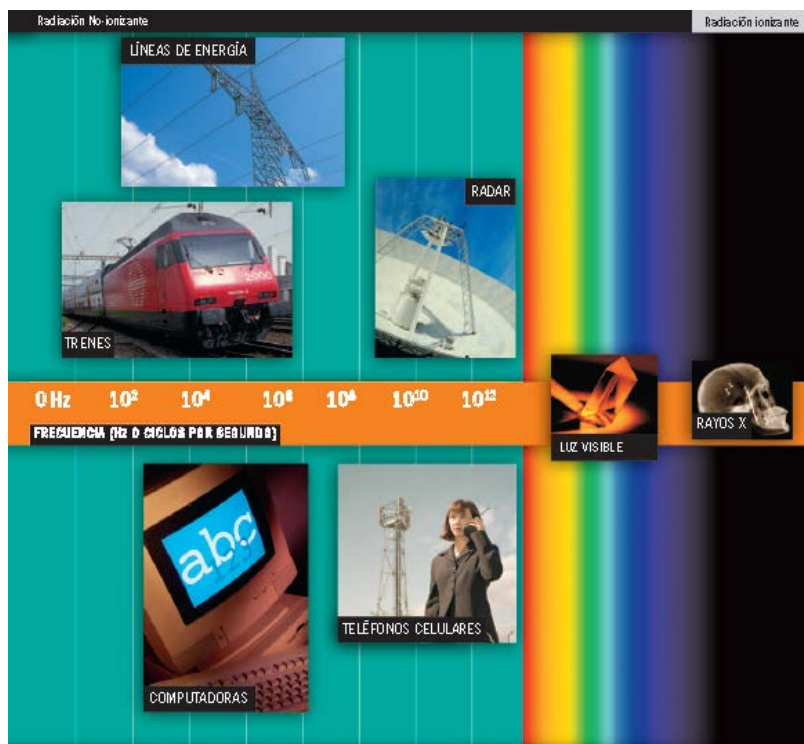 Radiación No-ionizante
Radiación ionizante
LÍNEAS DE ENERGÍA
RADAR
TRENES
0 Hz 10² 10⁴ 10⁶ 10⁸ 10¹⁰ 10¹²
FRECUENCIA (Hz O CICLOS POR SEGUNDO)
LUZ VISIBLE
RAYOS X
abc
123
TELÉFONOS CELULARES
COMPUTADORAS